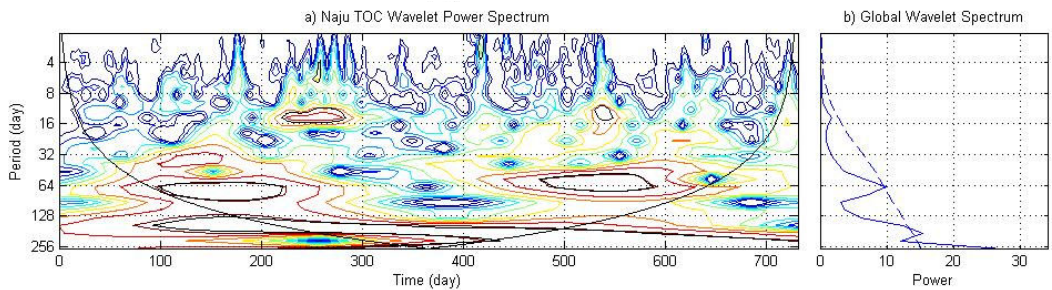 a) Naju TOC Wavelet Power Spectrum
b) Global Wavelet Spectrum
Period (day)
4
8
16
32
64
128
256
0 100 200 300 400 500 600 700
Time (day)
0 10 20 30
Power